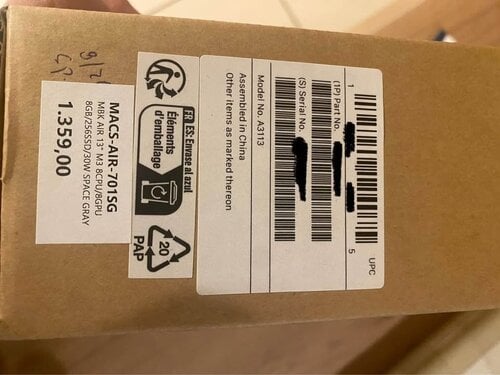 MACS-AIR-701SG
MBK AIR 13" M3 8CPU/8GPU
8GB/256SSD/30W SPACE GRAY
1.359,00
FR
ES: Envase al azul
Éléments
d'emballage
20
PAP
UPC
1
5
(1P) Part No.
(S) Serial No.
Model No. A3113
Assembled in China
Other items as marked thereon